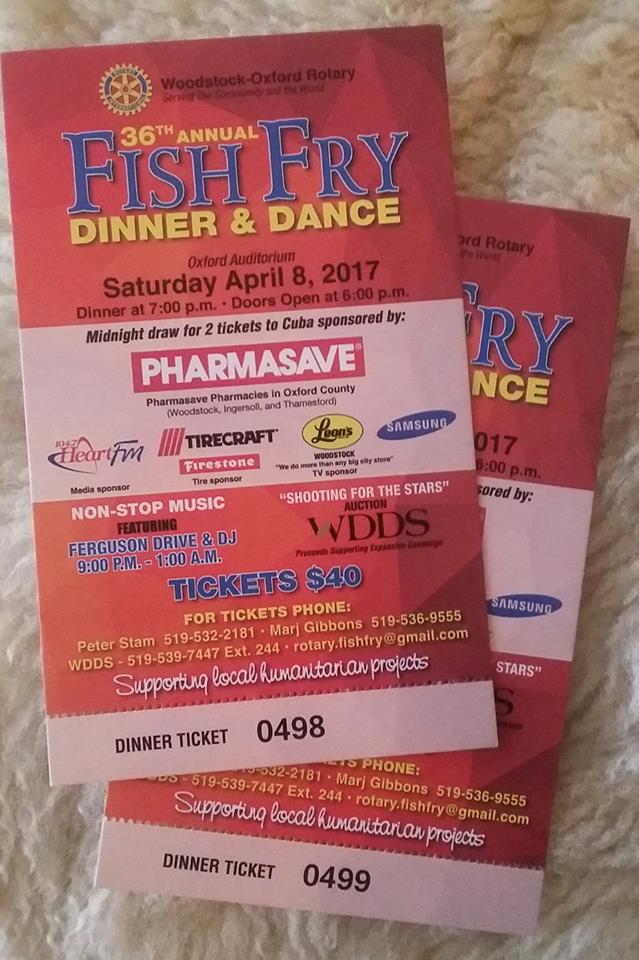 Woodstock-Oxford Rotary
Serving Our Community and the World
36TH ANNUAL
FISH FRY
DINNER & DANCE
Oxford Auditorium
Saturday April 8, 2017
Dinner at 7:00 p.m. • Doors Open at 6:00 p.m.
Midnight draw for 2 tickets to Cuba sponsored by:
PHARMASAVE®
Pharmasave Pharmacies in Oxford County
(Woodstock, Ingersoll, and Thamesford)
104.7 HeartFM
Media sponsor
TIRECRAFT
Firestone
Tire sponsor
Leon's
WOODSTOCK
"We do more than any big city store"
TV sponsor
SAMSUNG
NON-STOP MUSIC
FEATURING
FERGUSON DRIVE & DJ
9:00 P.M. - 1:00 A.M.
"SHOOTING FOR THE STARS"
AUCTION
WDDS
Proceeds Supporting Expansion Campaign
TICKETS $40
FOR TICKETS PHONE:
Peter Stam 519-532-2181 • Marj Gibbons 519-536-9555
WDDS - 519-539-7447 Ext. 244 • rotary.fishfry@gmail.com
Supporting local humanitarian projects
DINNER TICKET 0498
ord Rotary
the World
FRY
NCE
017
6:00 p.m.
sored by:
SAMSUNG
STARS"
S
TS PHONE:
532-2181 • Marj Gibbons 519-536-9555
DDS - 519-539-7447 Ext. 244 • rotary.fishfry@gmail.com
Supporting local humanitarian projects
DINNER TICKET 0499